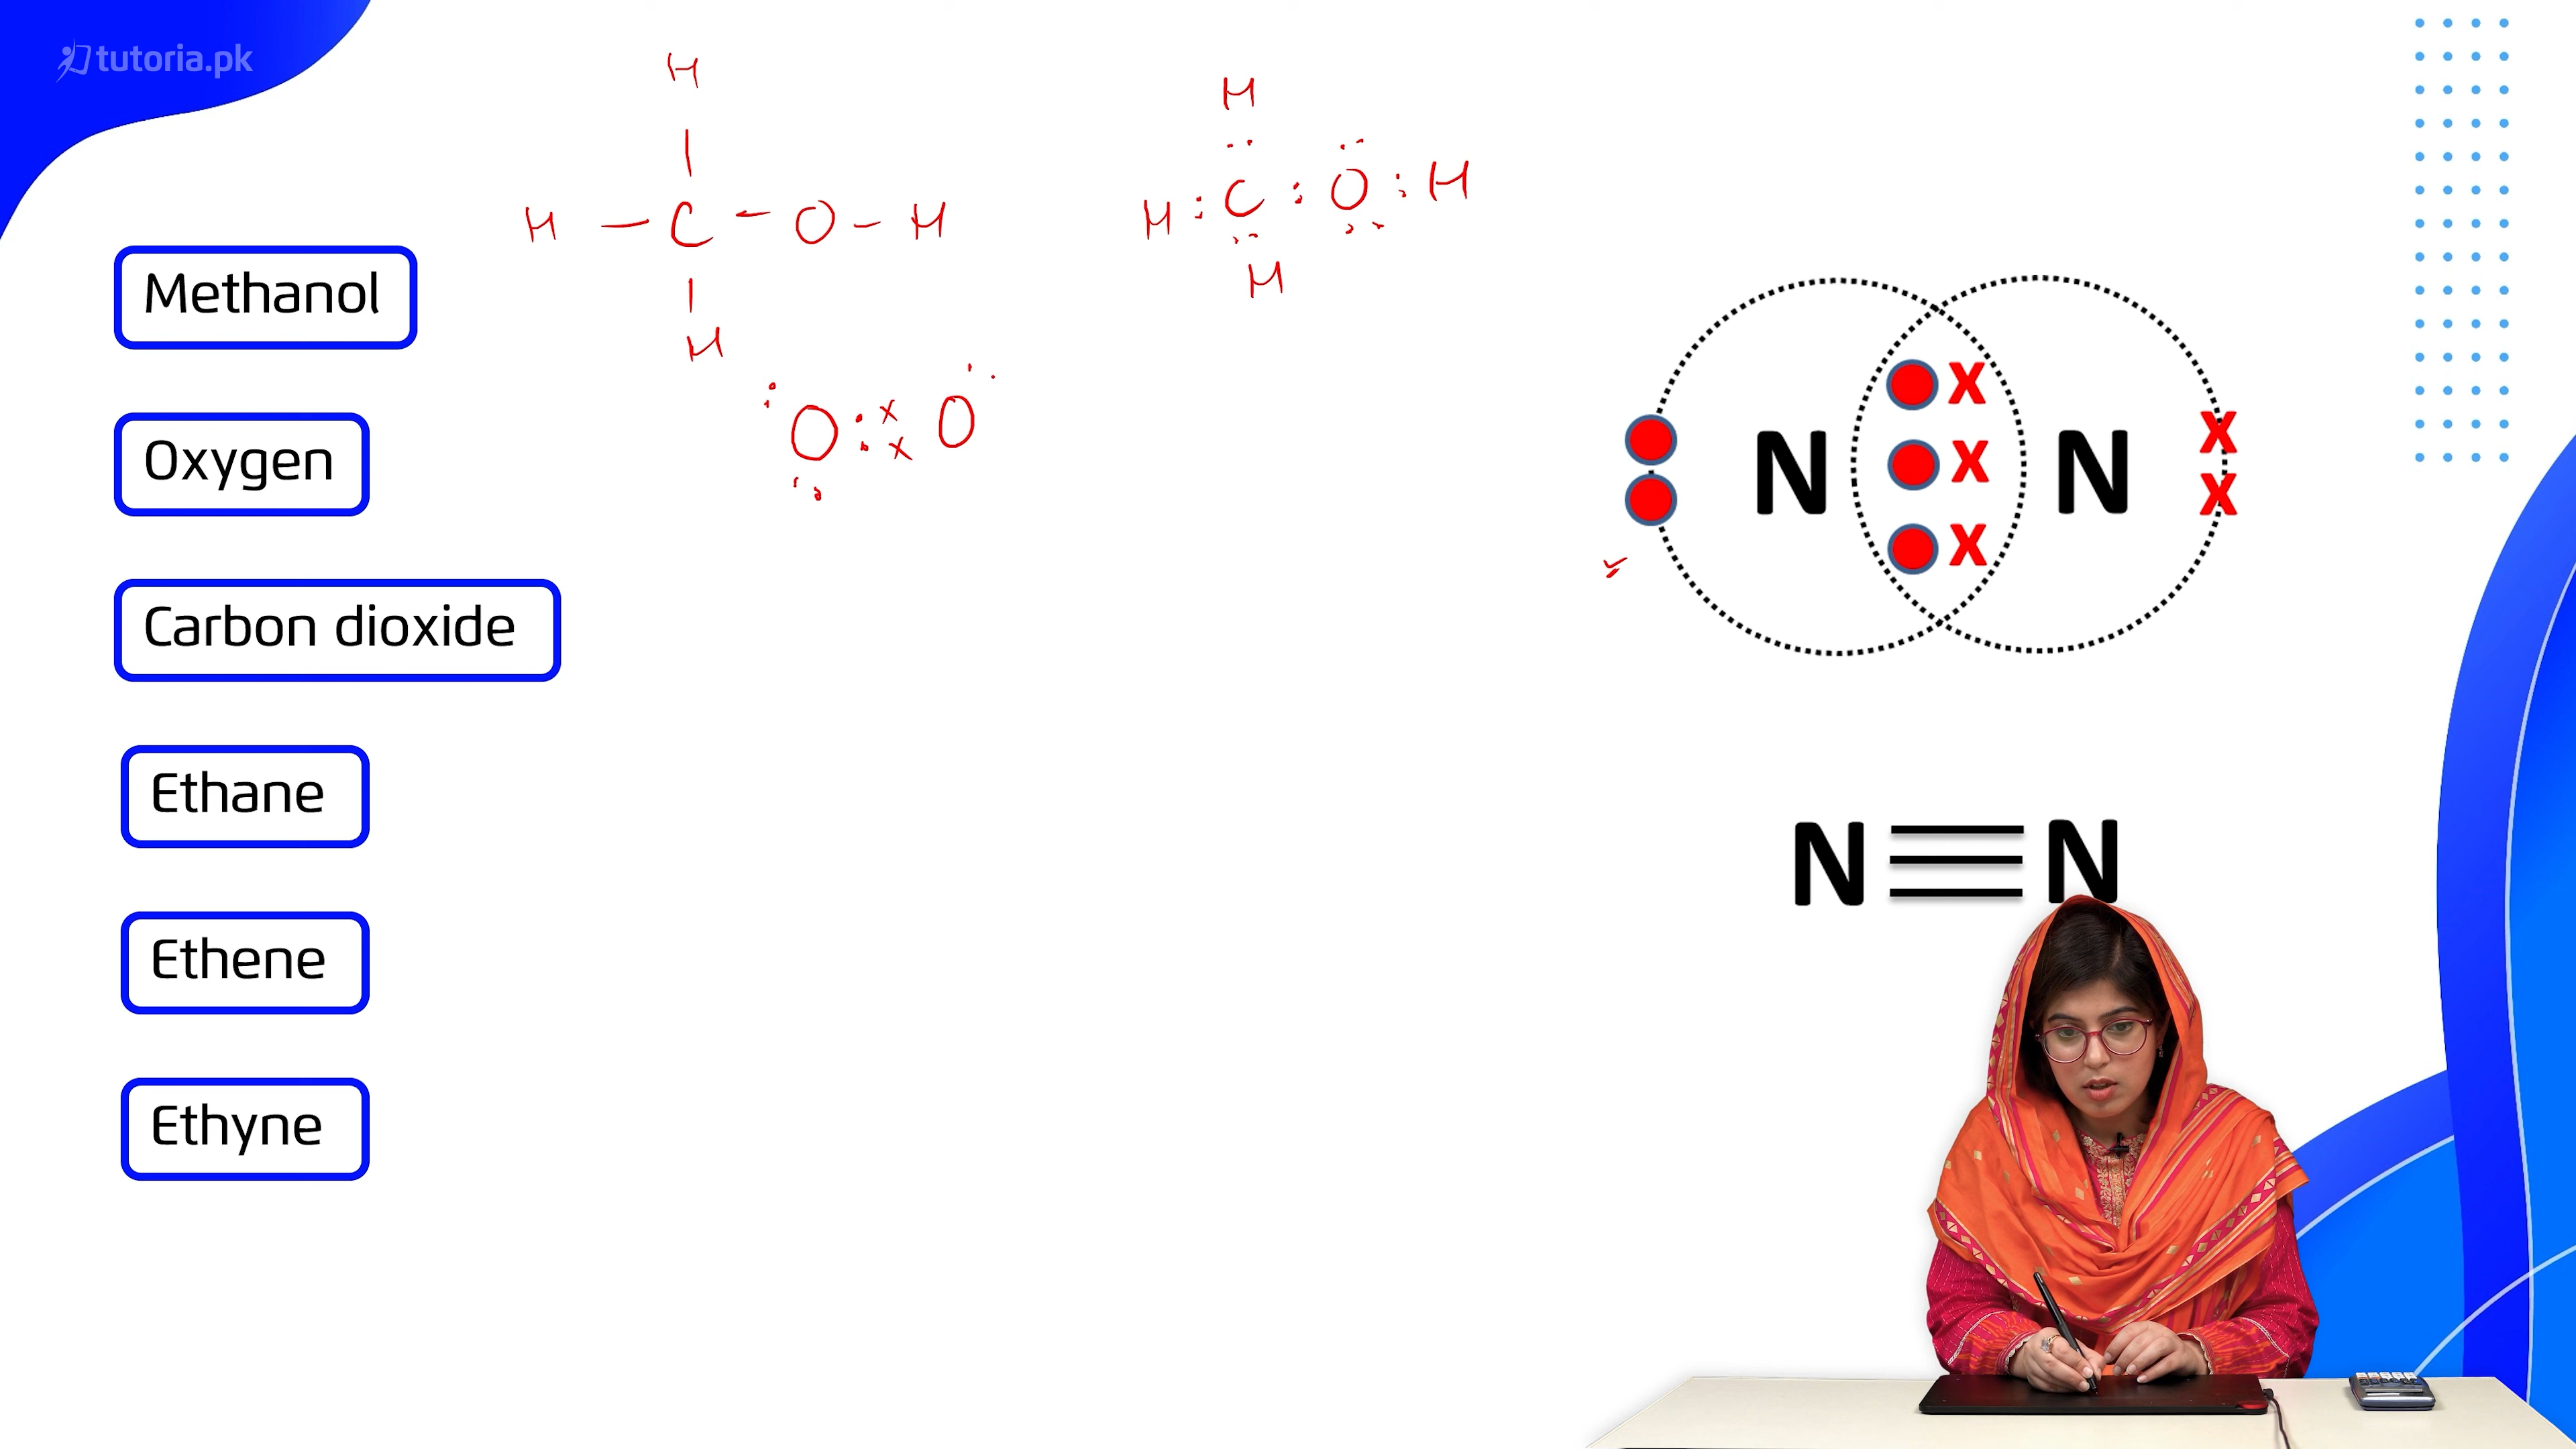 tutoria.pk
H
|
H – C – O – H
|
H
H
H : C : O : H
H
Methanol
O : x x O
Oxygen
N x x x N x x
Carbon dioxide
Ethane
N ≡ N
Ethene
Ethyne